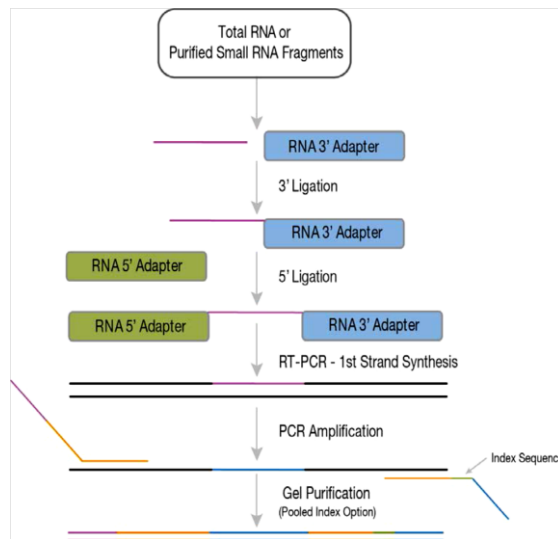 Total RNA or
Purified Small RNA Fragments
RNA 3' Adapter
3' Ligation
RNA 3' Adapter
RNA 5' Adapter
5' Ligation
RNA 5' Adapter
RNA 3' Adapter
RT-PCR - 1st Strand Synthesis
PCR Amplification
Index Sequenc
Gel Purification
(Pooled Index Option)